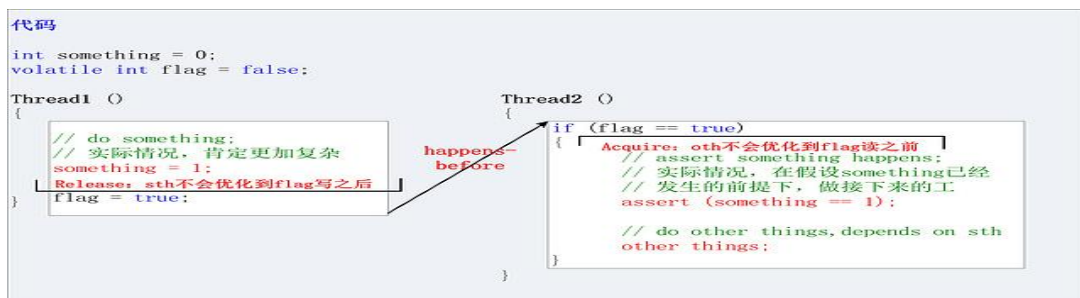 代码
int something = 0;
volatile int flag = false;
Thread1 ()
{
// do something;
// 实际情况，肯定更加复杂
something = 1;
Release：sth不会优化到flag写之后
flag = true;
}
happens-
before
Thread2 ()
{
if (flag == true)
{
Acquire：oth不会优化到flag读之前
// assert something happens;
// 实际情况，在假设something已经
// 发生的前提下，做接下来的工
assert (something == 1);
// do other things,depends on sth
other things;
}
}